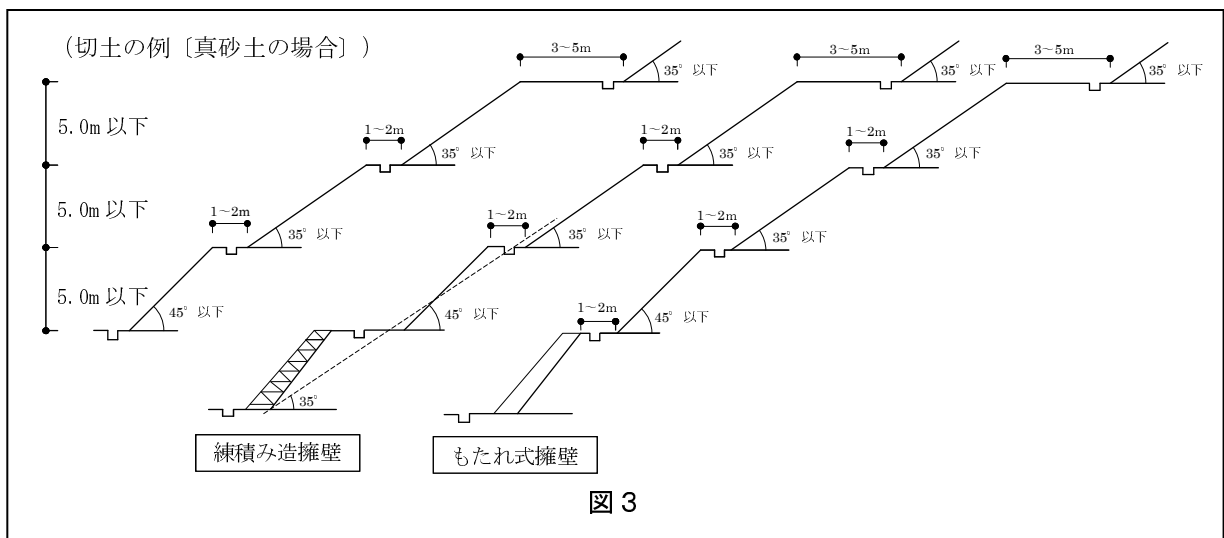 （切土の例〔真砂土の場合〕）
3~5m
3~5m
3~5m
35° 以下
35° 以下
35° 以下
5.0m 以下
1~2m
1~2m
1~2m
35° 以下
35° 以下
35° 以下
5.0m 以下
1~2m
1~2m
1~2m
35° 以下
35° 以下
35° 以下
5.0m 以下
45° 以下
45° 以下
1~2m
45° 以下
35°
練積み造擁壁
もたれ式擁壁
図３